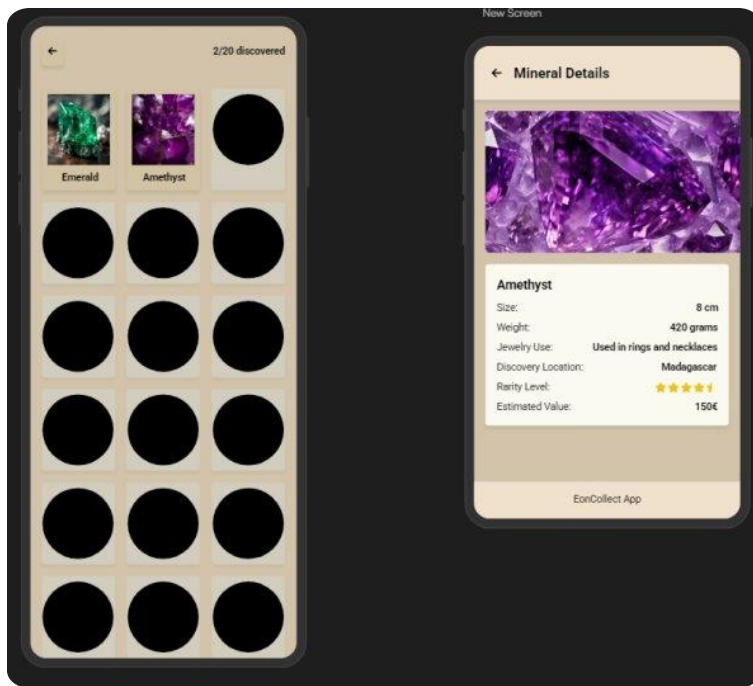 New Screen
2/20 discovered
Emerald
Amethyst
Mineral Details
Amethyst
Size: 8 cm
Weight: 420 grams
Jewelry Use: Used in rings and necklaces
Discovery Location: Madagascar
Rarity Level:
Estimated Value: 150€
EonCollect App